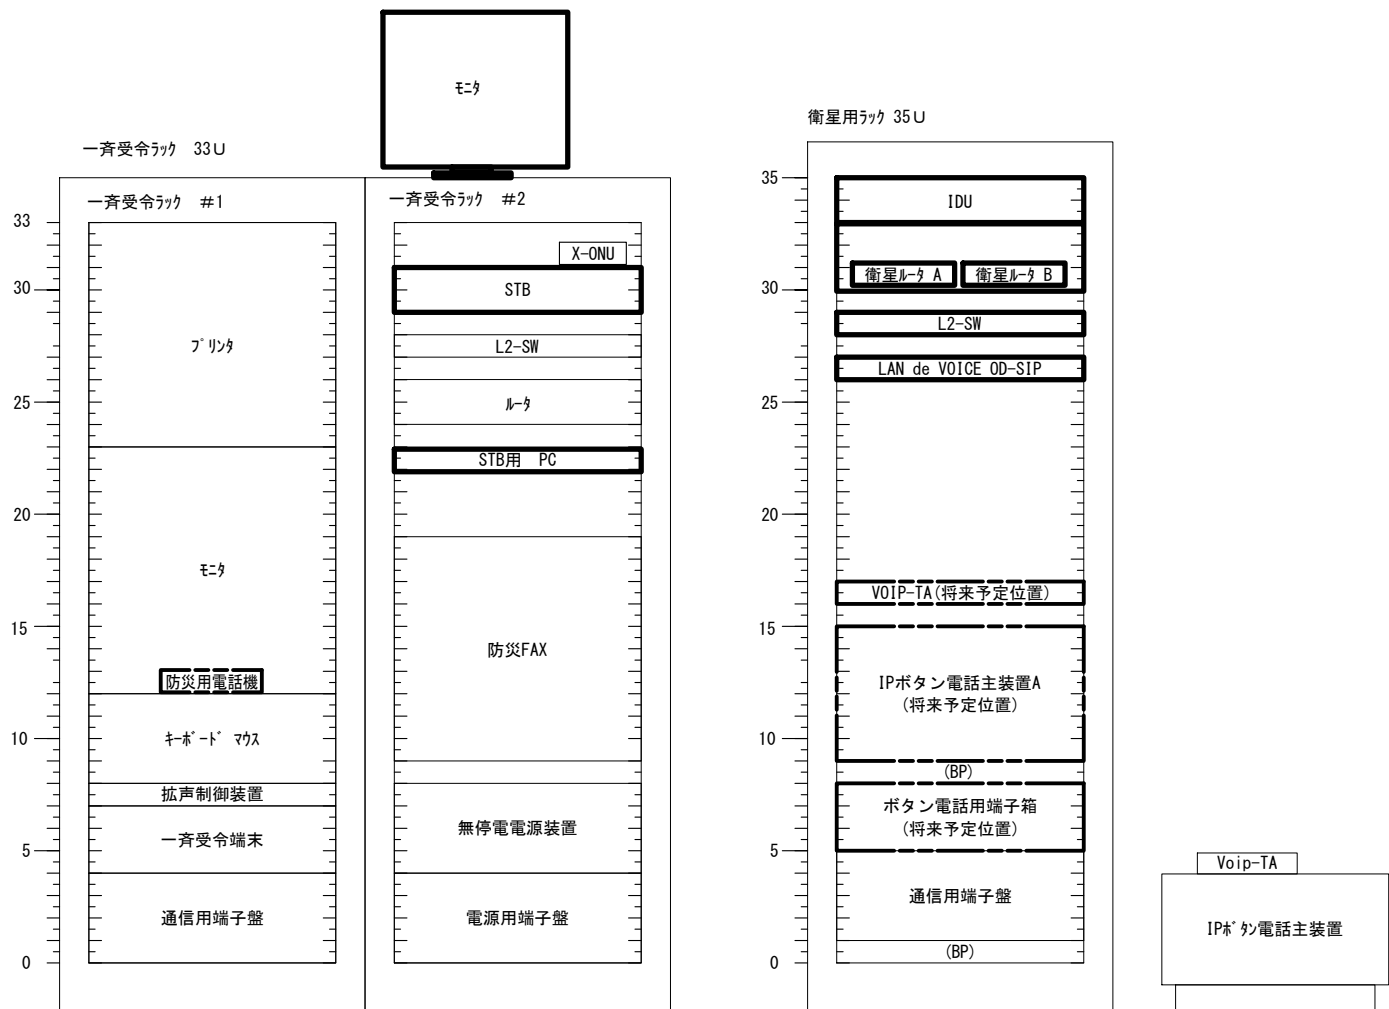 ﾓﾆﾀ
一斉受令ﾗｯｸ　33U
衛星用ﾗｯｸ 35U
一斉受令ﾗｯｸ　#1
一斉受令ﾗｯｸ　#2
33
30
25
20
15
10
5
0
ﾌﾟﾘﾝﾀ
ﾓﾆﾀ
防災用電話機
ｷｰﾎﾞｰﾄﾞ ﾏｳｽ
拡声制御装置
一斉受令端末
通信用端子盤
X-ONU
STB
L2-SW
ﾙｰﾀ
STB用　PC
防災FAX
無停電電源装置
電源用端子盤
35
30
25
20
15
10
5
0
IDU
衛星ﾙｰﾀ A
衛星ﾙｰﾀ B
L2-SW
LAN de VOICE OD-SIP
VOIP-TA(将来予定位置)
IPボタン電話主装置A
(将来予定位置)
(BP)
ボタン電話用端子箱
(将来予定位置)
通信用端子盤
(BP)
Voip-TA
IPﾎﾞﾀﾝ電話主装置